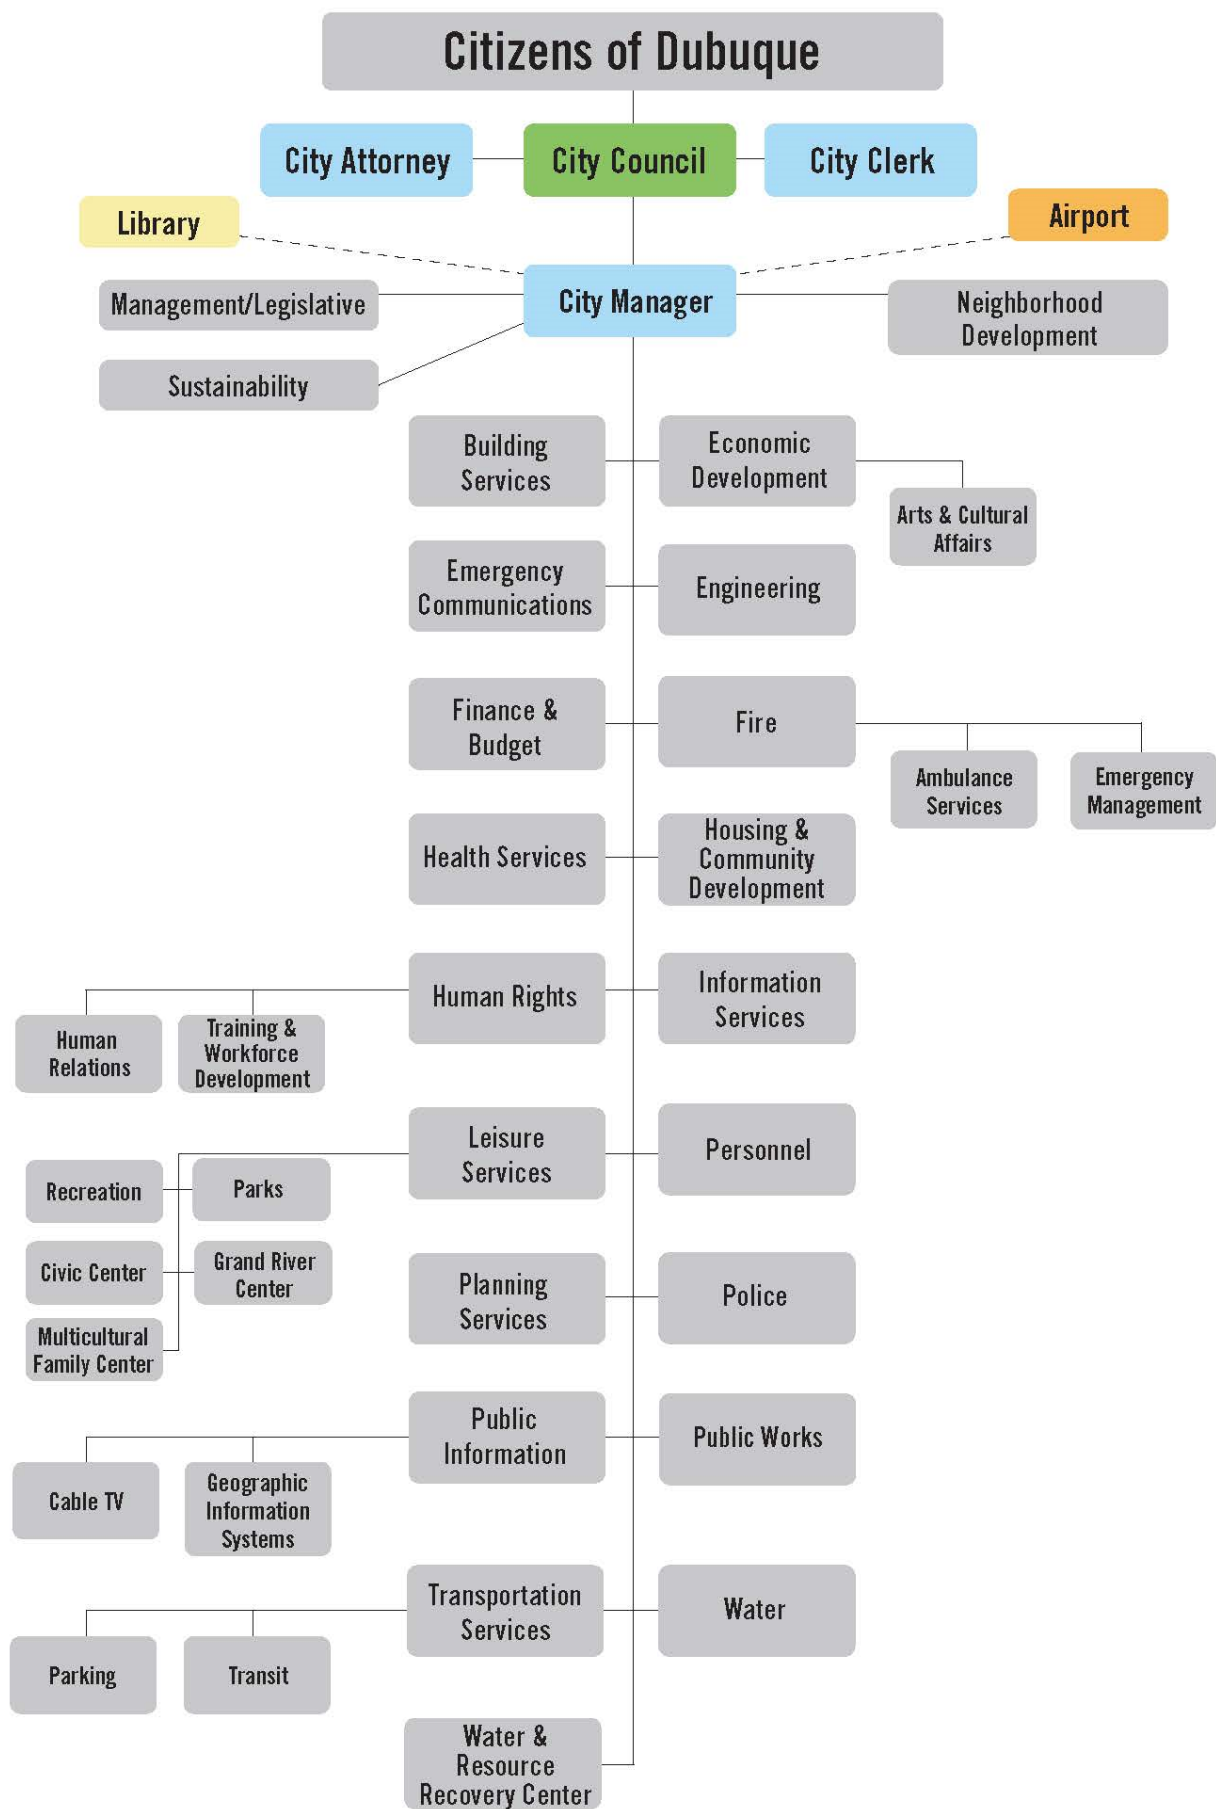 Citizens of Dubuque
City Attorney
City Council
City Clerk
Library
Airport
City Manager
Management/Legislative
Neighborhood
Development
Sustainability
Building
Services
Economic
Development
Arts & Cultural
Affairs
Emergency
Communications
Engineering
Finance &
Budget
Fire
Ambulance
Services
Emergency
Management
Health Services
Housing &
Community
Development
Human Rights
Information
Services
Human
Relations
Training &
Workforce
Development
Leisure
Services
Personnel
Recreation
Parks
Civic Center
Grand River
Center
Multicultural
Family Center
Planning
Services
Police
Public
Information
Public Works
Cable TV
Geographic
Information
Systems
Transportation
Services
Water
Parking
Transit
Water &
Resource
Recovery Center